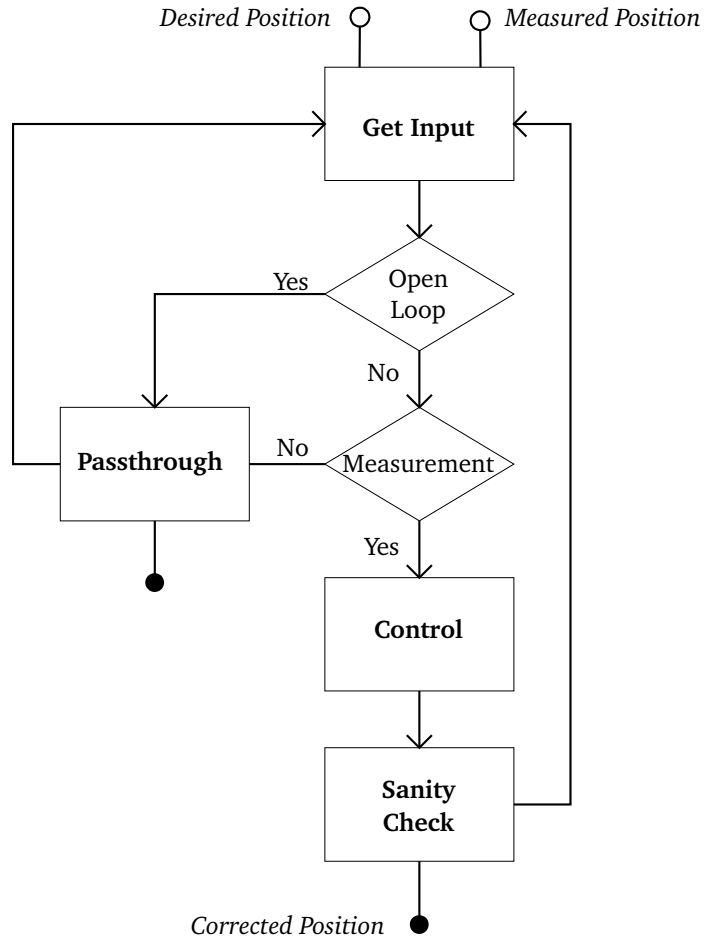 Desired Position
Measured Position
Get Input
Yes
Open
Loop
No
Passthrough
No
Measurement
Yes
Control
Sanity
Check
Corrected Position